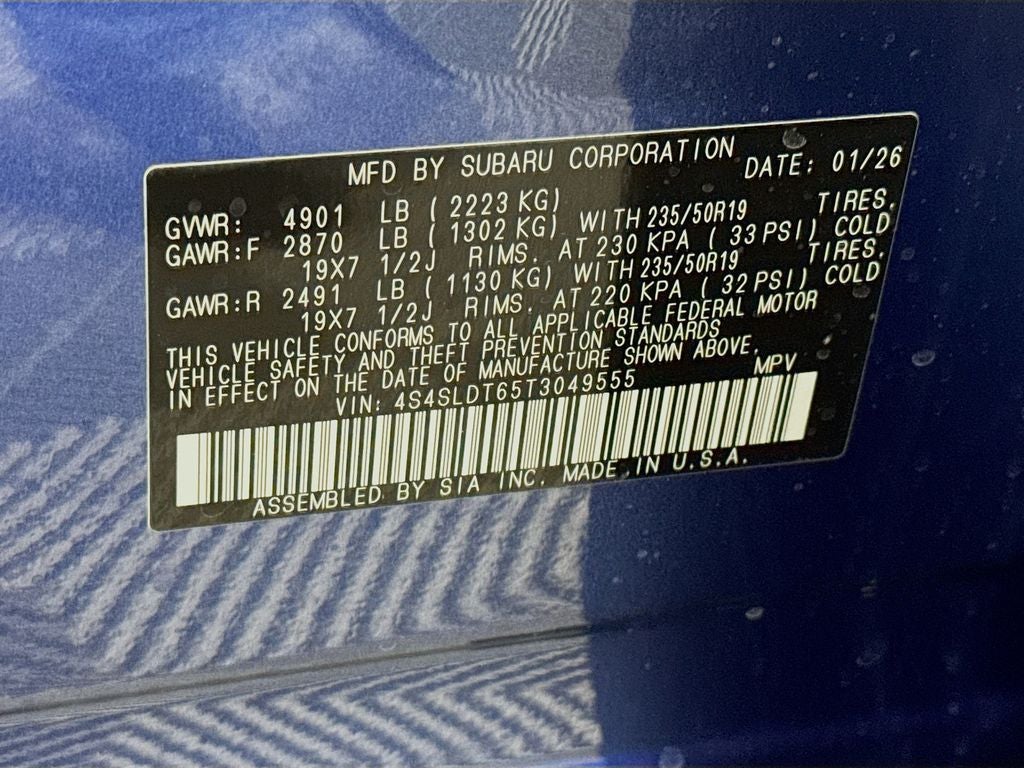 MFD BY SUBARU CORPORATION DATE: 01/26
GVWR: 4901 LB ( 2223 KG)
GAWR:F 2870 LB ( 1302 KG) WITH 235/50R19 TIRES,
19X7 1/2J RIMS, AT 230 KPA ( 33 PSI) COLD
GAWR:R 2491 LB ( 1130 KG) WITH 235/50R19 TIRES,
19X7 1/2J RIMS, AT 220 KPA ( 32 PSI) COLD
THIS VEHICLE CONFORMS TO ALL APPLICABLE FEDERAL MOTOR
VEHICLE SAFETY AND THEFT PREVENTION STANDARDS
IN EFFECT ON THE DATE OF MANUFACTURE SHOWN ABOVE.
VIN: 4S4SLDT65T3049555 MPV
ASSEMBLED BY SIA INC. MADE IN U.S.A.